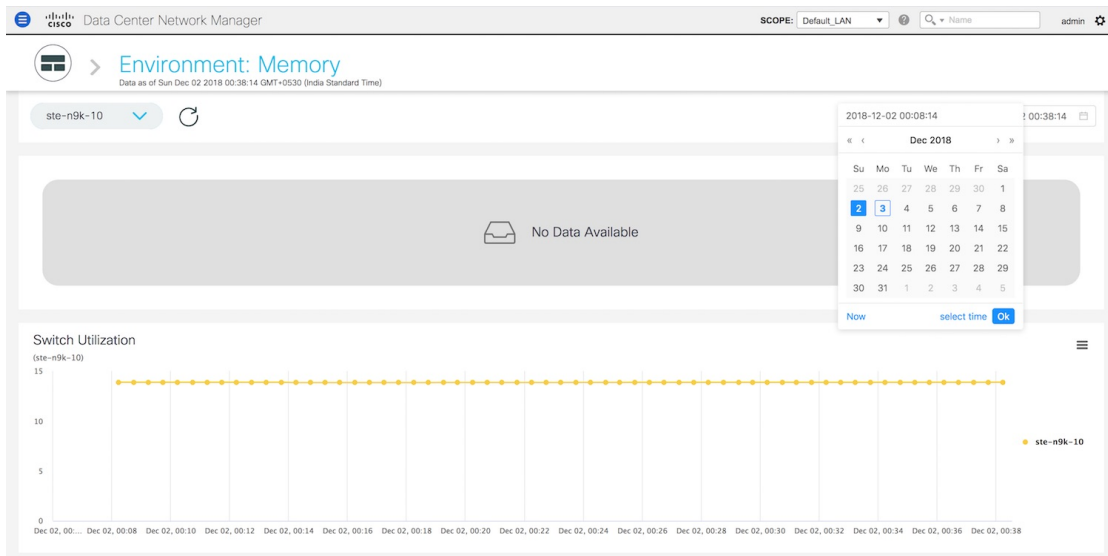 cisco Data Center Network Manager SCOPE: Default_LAN Name admin
Environment: Memory
Data as of Sun Dec 02 2018 00:38:14 GMT+0530 (India Standard Time)
ste-n9k-10
2018-12-02 00:08:14
2 00:38:14
« ‹ Dec 2018 › »
Su Mo Tu We Th Fr Sa
25 26 27 28 29 30 1
2 3 4 5 6 7 8
9 10 11 12 13 14 15
16 17 18 19 20 21 22
23 24 25 26 27 28 29
30 31 1 2 3 4 5
Now select time Ok
No Data Available
Switch Utilization
(ste-n9k-10)
15
10
5
0
Dec 02, 00:... Dec 02, 00:08 Dec 02, 00:10 Dec 02, 00:12 Dec 02, 00:14 Dec 02, 00:16 Dec 02, 00:18 Dec 02, 00:20 Dec 02, 00:22 Dec 02, 00:24 Dec 02, 00:26 Dec 02, 00:28 Dec 02, 00:30 Dec 02, 00:32 Dec 02, 00:34 Dec 02, 00:36 Dec 02, 00:38
ste-n9k-10